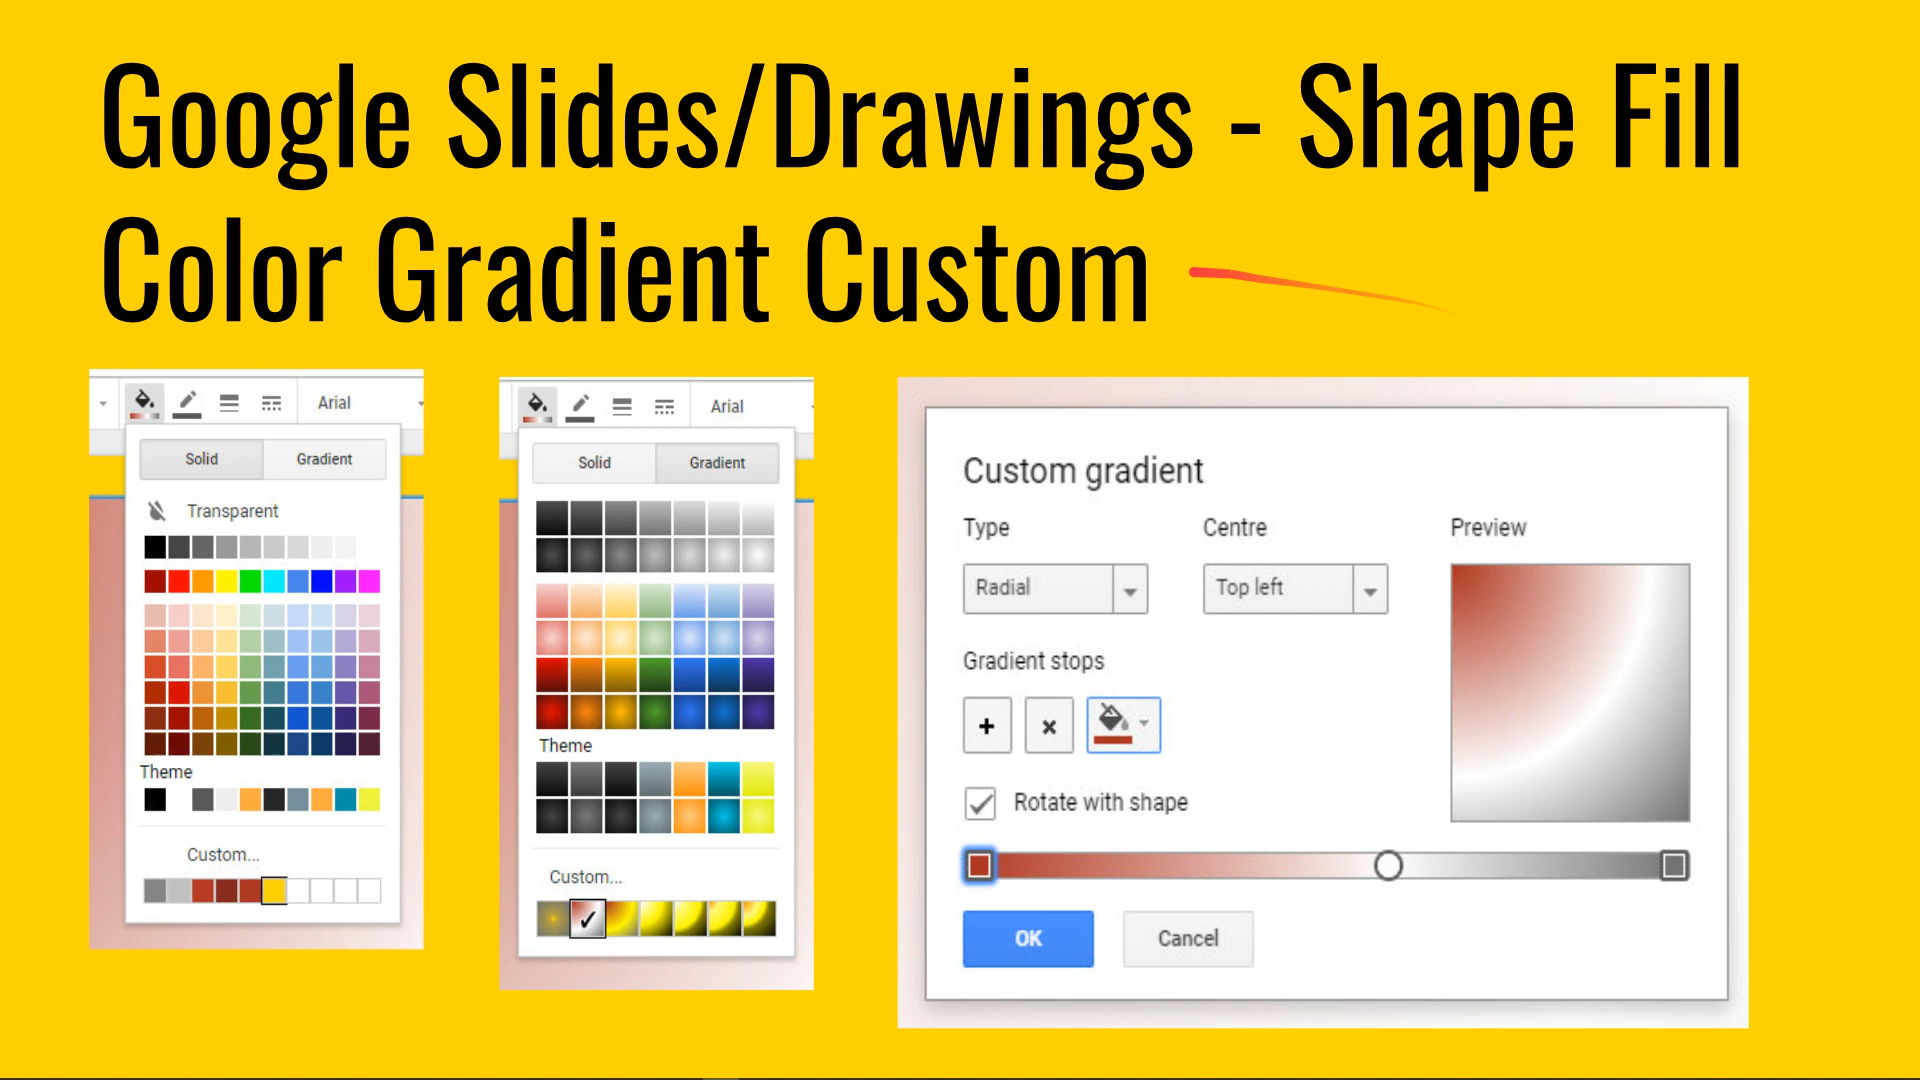 Google Slides/Drawings - Shape Fill
Color Gradient Custom
Arial
Solid Gradient
Transparent
Theme
Custom...
Arial
Solid Gradient
Theme
Custom...
Custom gradient
Type Centre Preview
Radial Top left
Gradient stops
Rotate with shape
OK Cancel